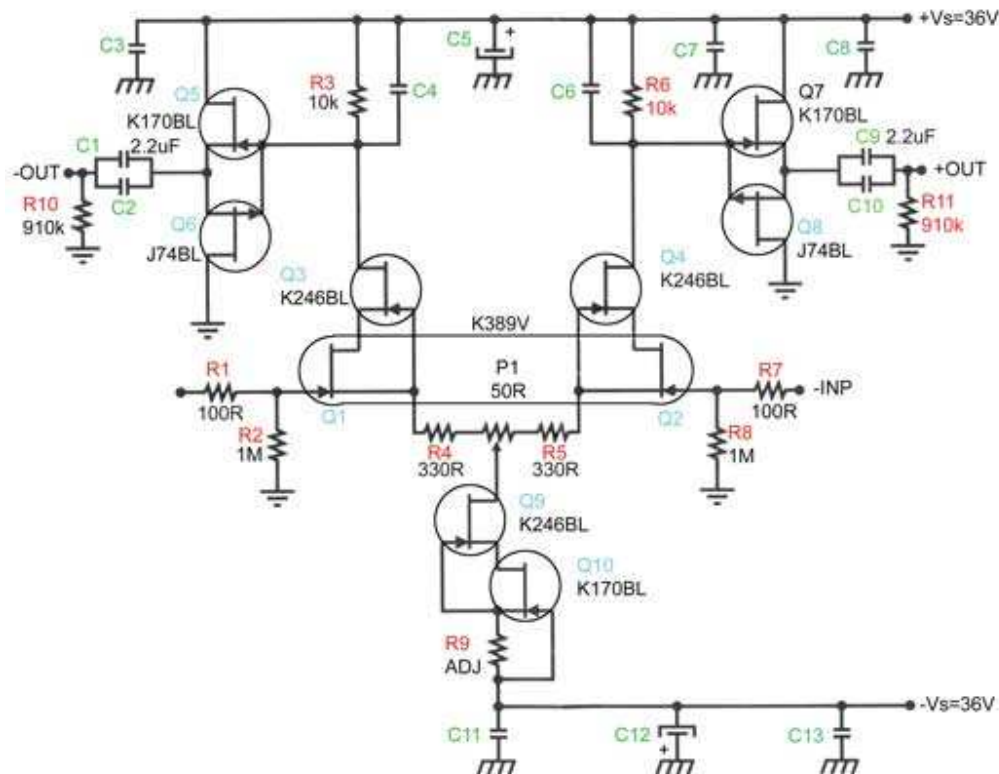 +Vs=36V
C3
C5
+
C7
C8
Q5
R3
10k
C4
C6
R6
10k
Q7
K170BL
K170BL
C1
2.2uF
C9
2.2uF
-OUT
+OUT
C2
C10
R10
910k
Q6
J74BL
R11
910k
Q8
J74BL
Q3
K246BL
Q4
K246BL
K389V
R1
100R
P1
50R
R7
100R
-INP
Q1
Q2
R2
1M
R4
330R
R5
330R
R8
1M
Q9
K246BL
Q10
K170BL
R9
ADJ
-Vs=36V
C11
C12
+
C13